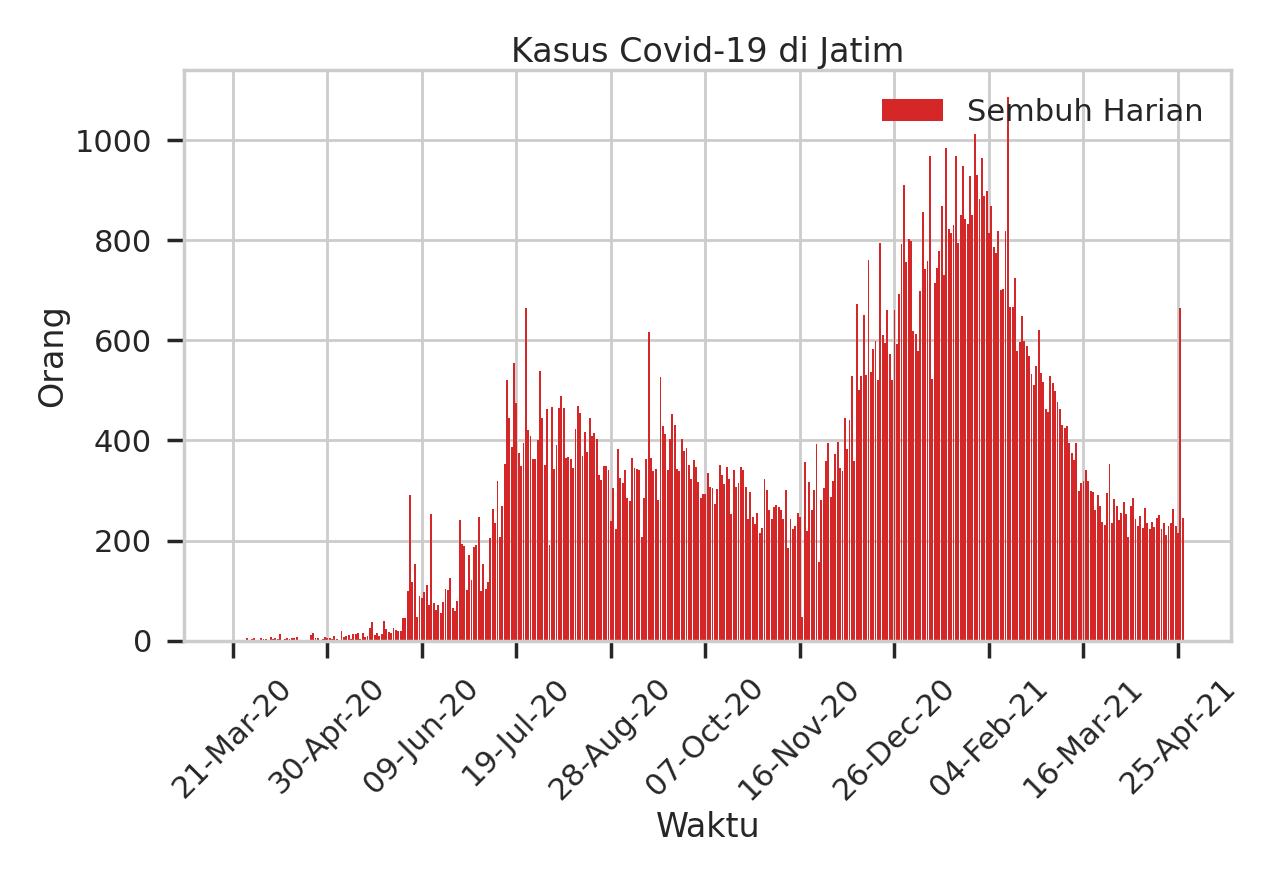 Kasus Covid-19 di Jatim
Sembuh Harian
Orang
1000
800
600
400
200
0
21-Mar-20
30-Apr-20
09-Jun-20
19-Jul-20
28-Aug-20
07-Oct-20
16-Nov-20
26-Dec-20
04-Feb-21
16-Mar-21
25-Apr-21
Waktu